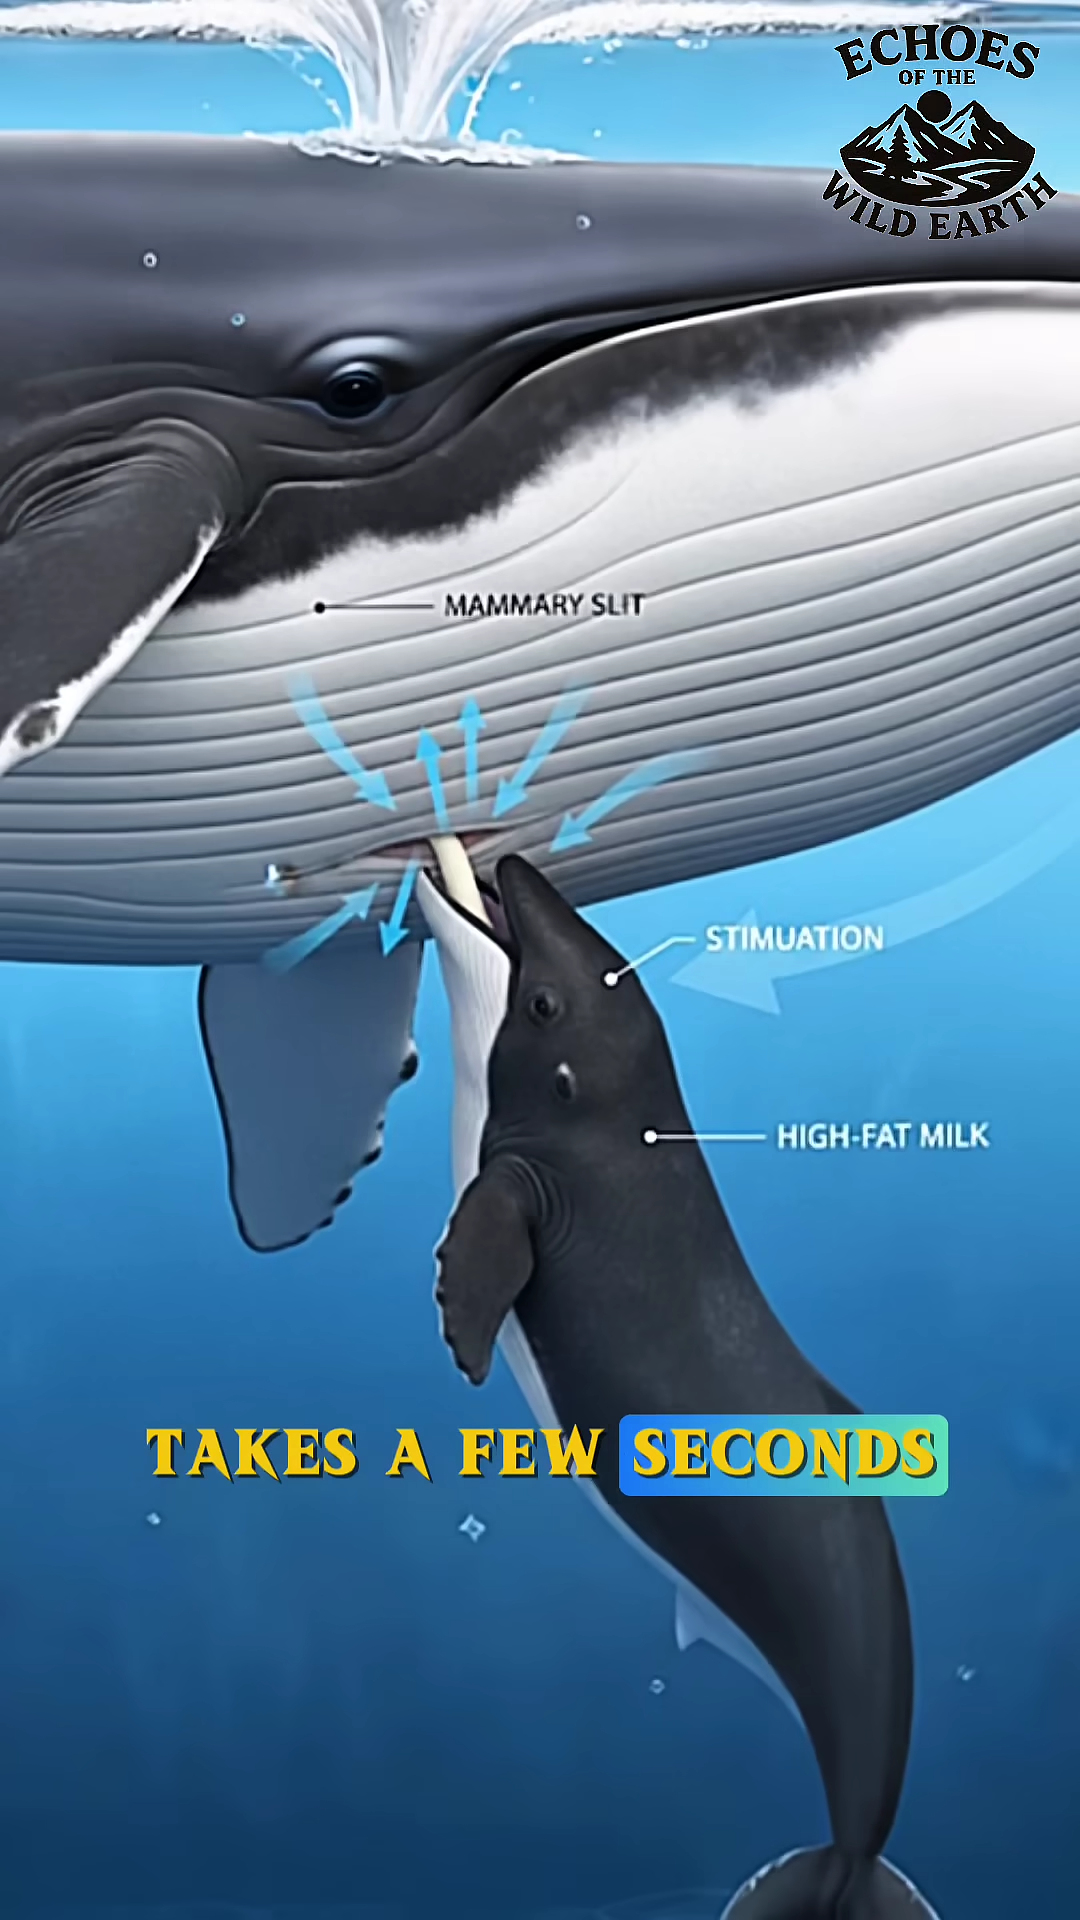 ECHOES
OF THE
WILD EARTH
MAMMARY SLIT
STIMUATION
HIGH-FAT MILK
TAKES A FEW SECONDS